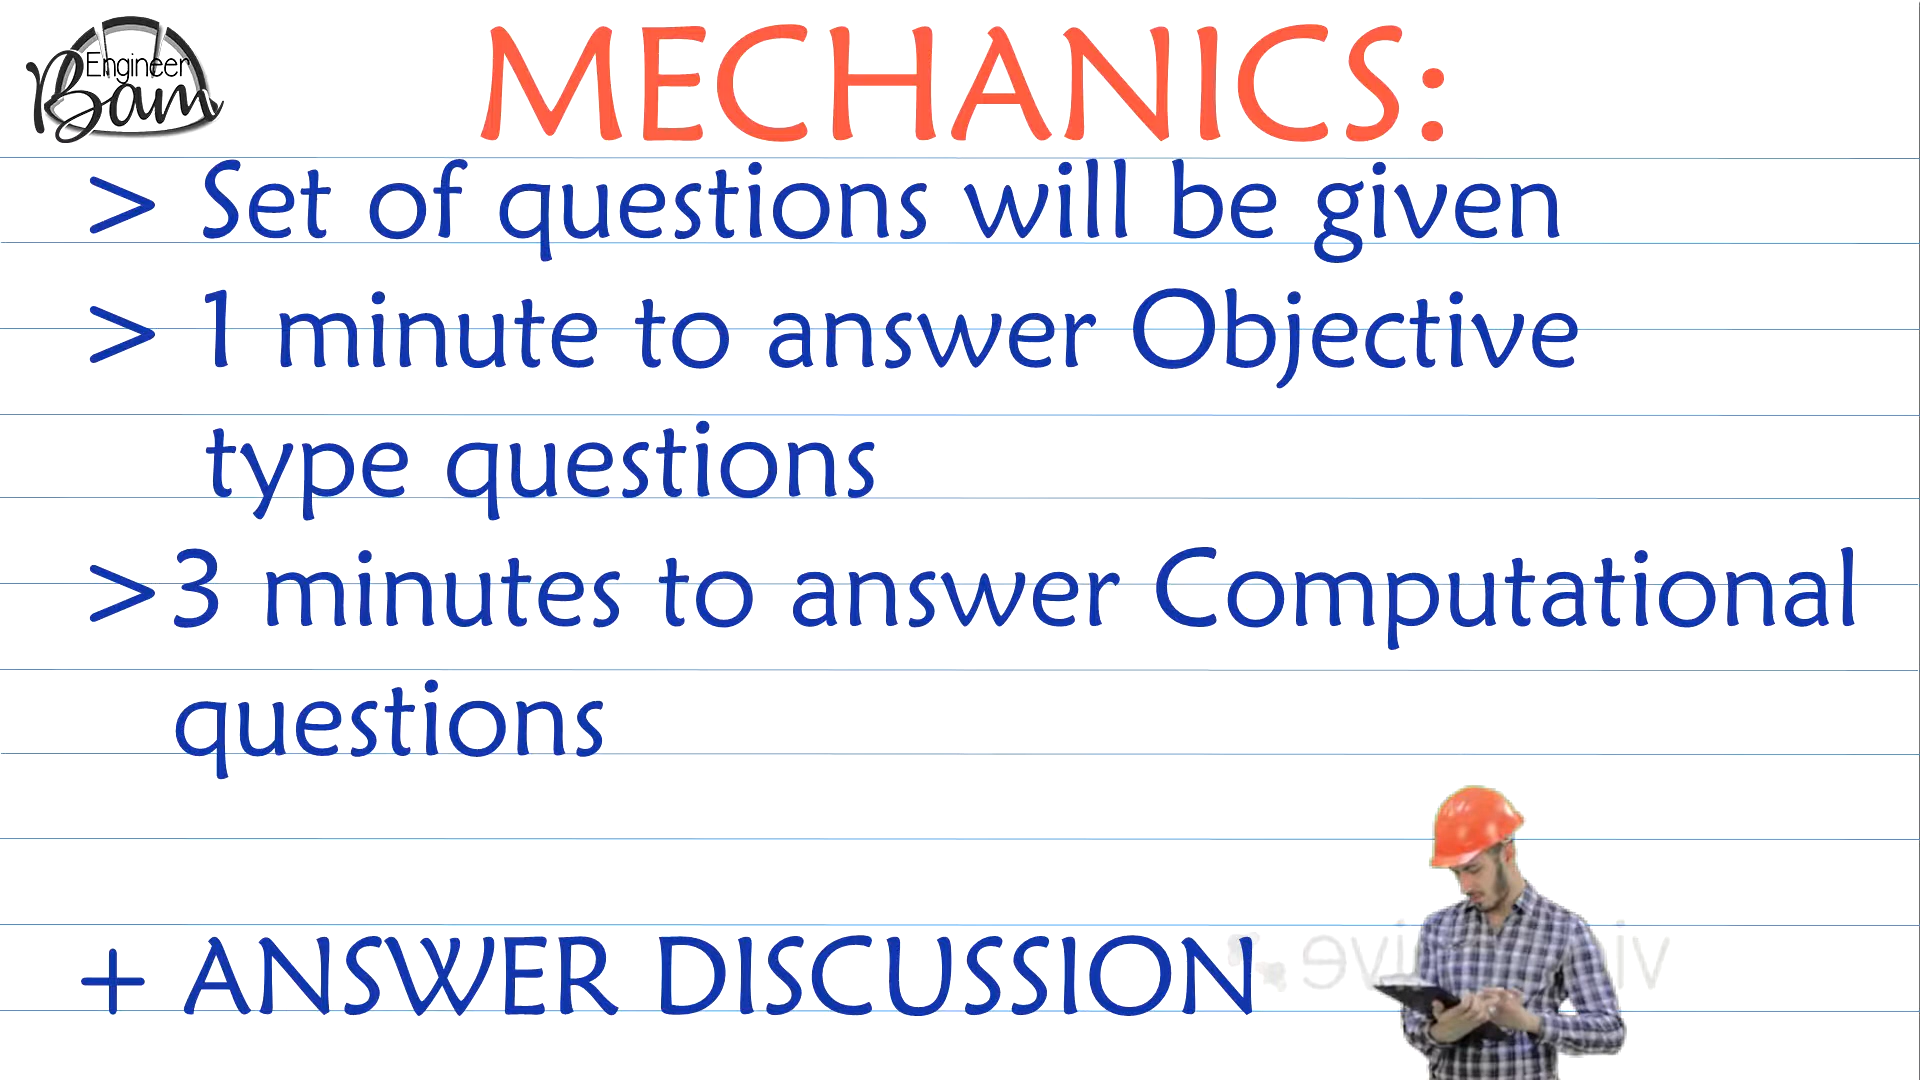 Engineer
Bam
MECHANICS:
> Set of questions will be given
> 1 minute to answer Objective
type questions
>3 minutes to answer Computational
questions
+ ANSWER DISCUSSION